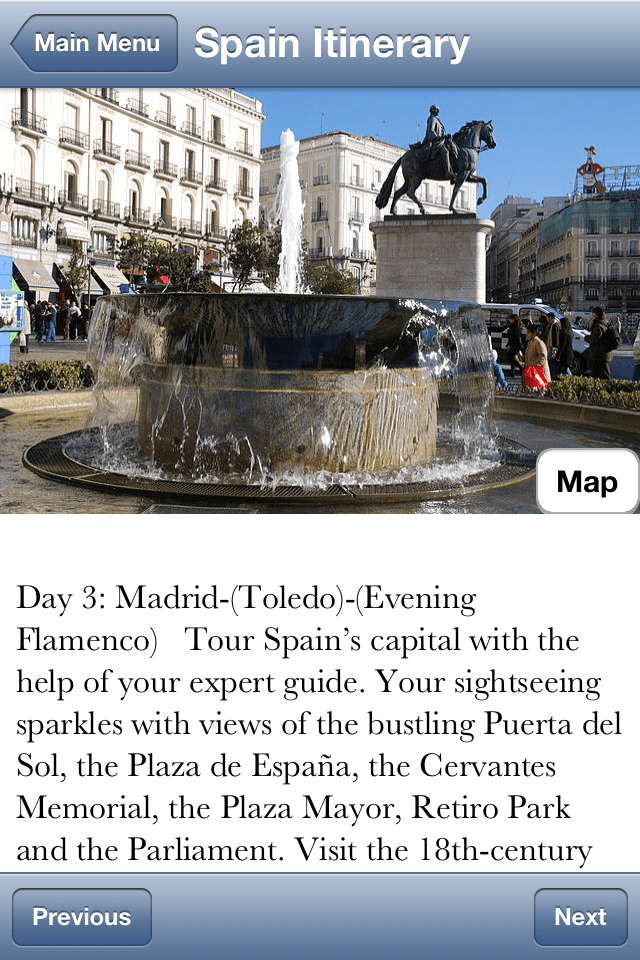 Main Menu
Spain Itinerary
Map
Day 3: Madrid-(Toledo)-(Evening
Flamenco)   Tour Spain’s capital with the
help of your expert guide. Your sightseeing
sparkles with views of the bustling Puerta del
Sol, the Plaza de España, the Cervantes
Memorial, the Plaza Mayor, Retiro Park
and the Parliament. Visit the 18th-century
Previous
Next